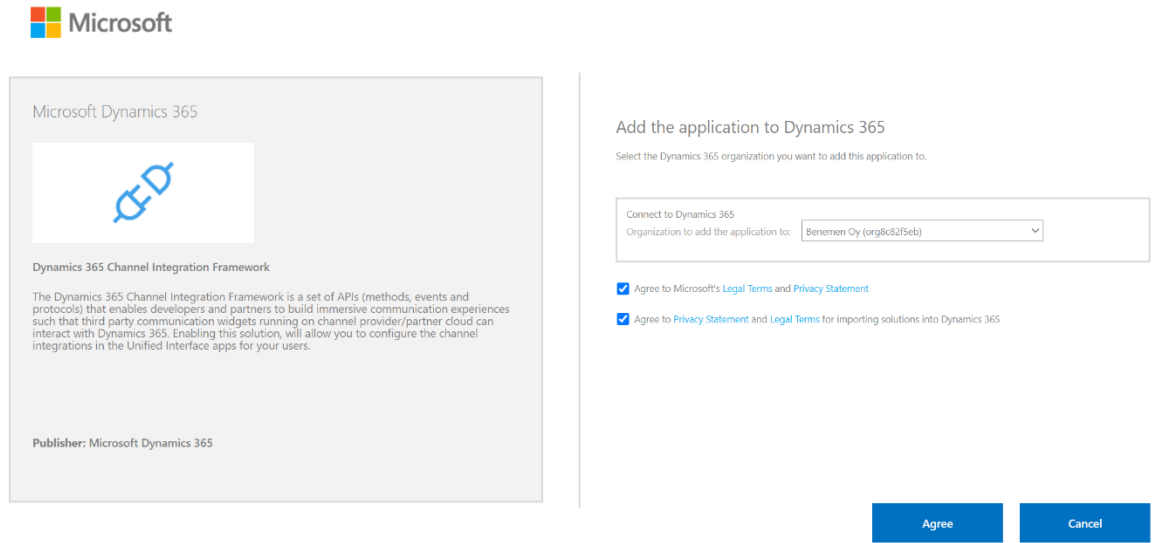 Microsoft
Microsoft Dynamics 365
Dynamics 365 Channel Integration Framework
The Dynamics 365 Channel Integration Framework is a set of APIs (methods, events and
protocols) that enables developers and partners to build immersive communication experiences
such that third party communication widgets running on channel provider/partner cloud can
interact with Dynamics 365. Enabling this solution, will allow you to configure the channel
integrations in the Unified Interface apps for your users.
Publisher: Microsoft Dynamics 365
Add the application to Dynamics 365
Select the Dynamics 365 organization you want to add this application to.
Connect to Dynamics 365
Organization to add the application to: Benemen Oy (org8c82f5eb)
Agree to Microsoft's Legal Terms and Privacy Statement
Agree to Privacy Statement and Legal Terms for importing solutions into Dynamics 365
Agree Cancel